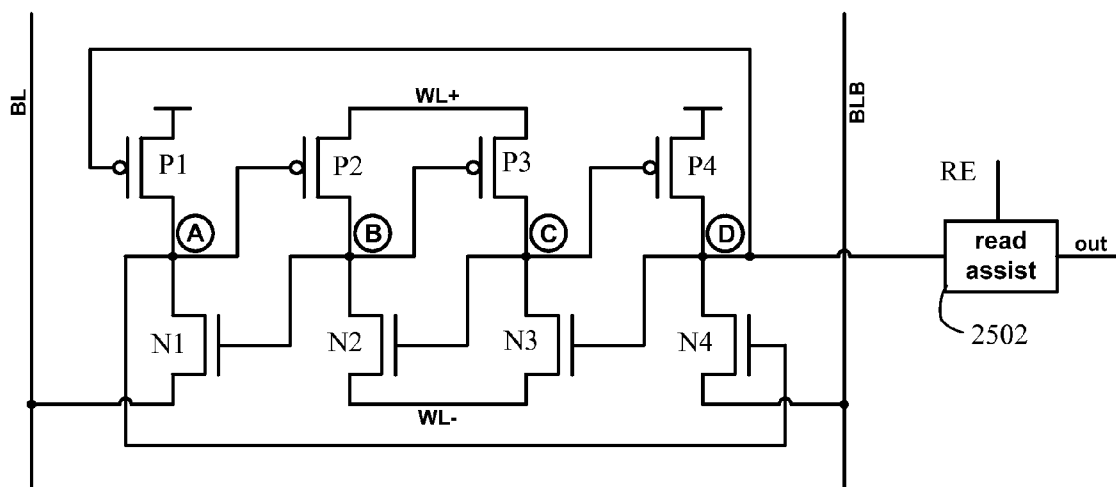 WL+
BL
BLB
P1
P2
P3
P4
RE
A
B
C
D
read
assist
out
N1
N2
N3
N4
2502
WL-